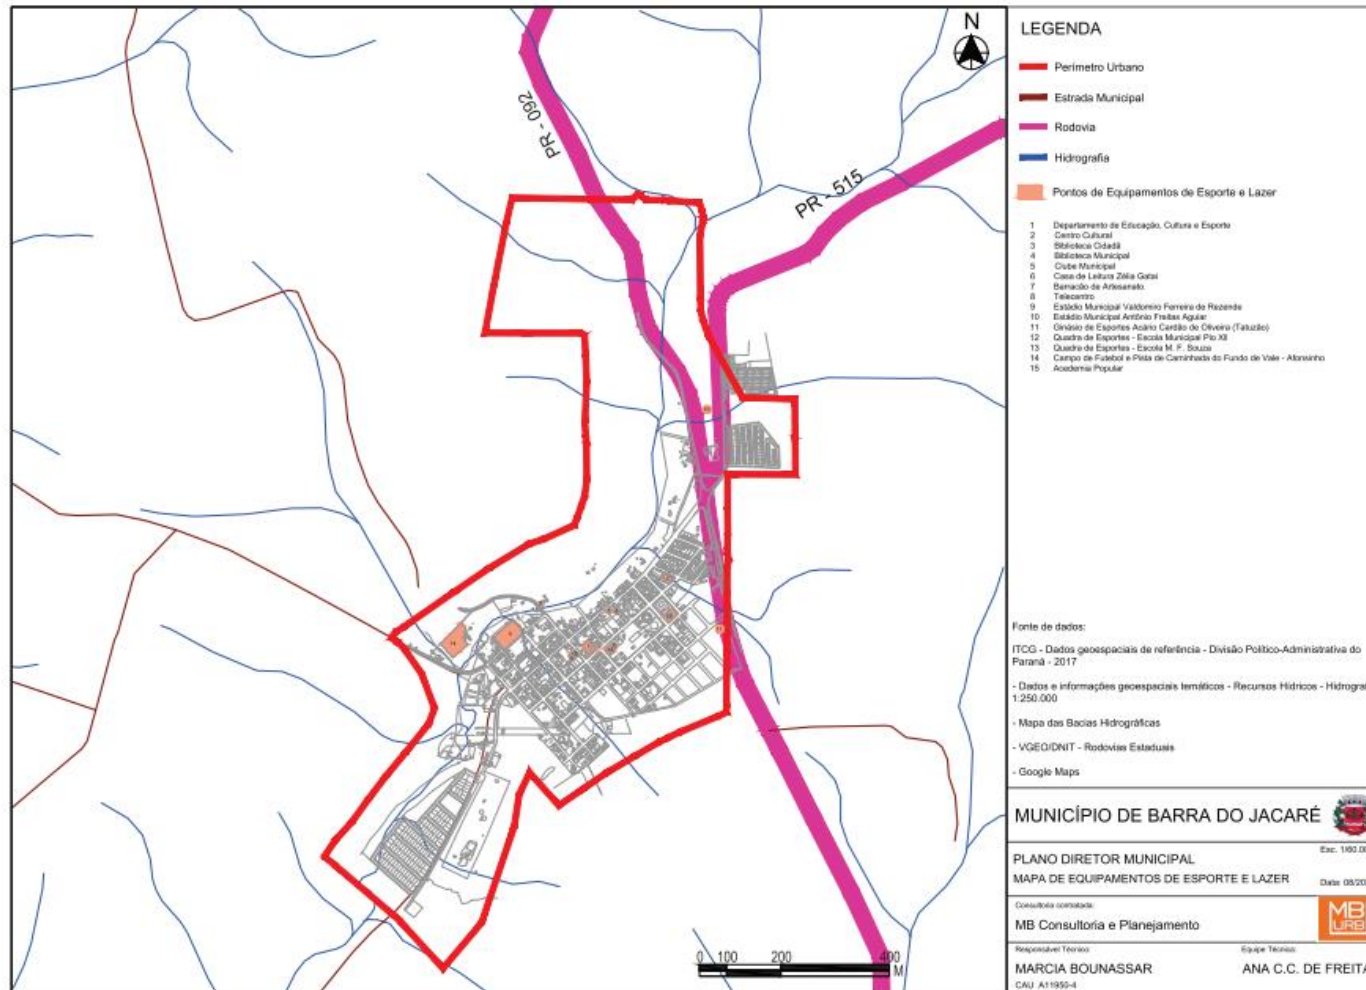 N
PR - 092
PR - 515
0 100 200 400
M
LEGENDA
Perímetro Urbano
Estrada Municipal
Rodovia
Hidrografia
Pontos de Equipamentos de Esporte e Lazer
1 Departamento de Educação, Cultura e Esporte
2 Centro Cultural
3 Biblioteca Cidadã
4 Biblioteca Municipal
5 Clube Municipal
6 Casa de Leitura Zélia Gatai
7 Barracão de Artesanato
8 Telecentro
9 Estádio Municipal Valdomiro Ferreira de Rezende
10 Estádio Municipal Antônio Freitas Aguiar
11 Ginásio de Esportes Acário Cardão de Oliveira (Tatuzão)
12 Quadra de Esportes - Escola Municipal Pio XII
13 Quadra de Esportes - Escola M. F. Souza
14 Campo de Futebol e Pista de Caminhada do Fundo de Vale - Afonsinho
15 Academia Popular
Fonte de dados:
ITCG - Dados geoespaciais de referência - Divisão Político-Administrativa do
Paraná - 2017
- Dados e informações geoespaciais temáticos - Recursos Hídricos - Hidrogra
1:250.000
- Mapa das Bacias Hidrográficas
- VGEO/DNIT - Rodovias Estaduais
- Google Maps
MUNICÍPIO DE BARRA DO JACARÉ
PLANO DIRETOR MUNICIPAL
Esc. 1/60.00
MAPA DE EQUIPAMENTOS DE ESPORTE E LAZER
Data: 08/20
Consultoria contratada:
MB Consultoria e Planejamento
MB
URB
Responsável Técnico:
Equipe Técnica:
MARCIA BOUNASSAR
ANA C.C. DE FREITA
CAU A11950-4